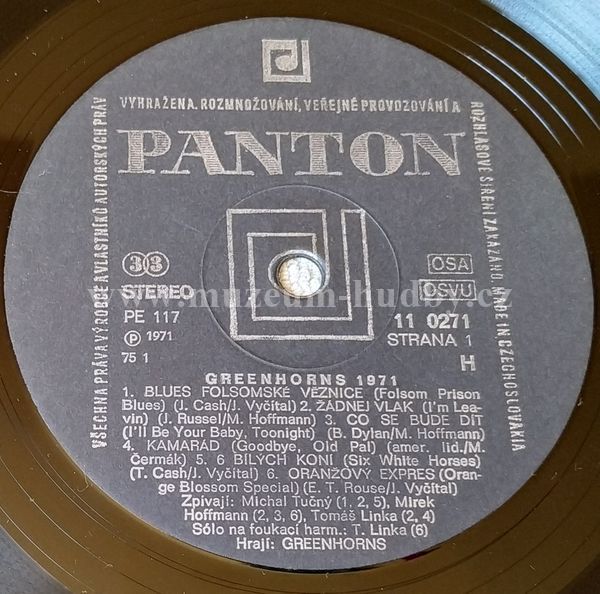 VŠECHNA PRÁVA VÝROBCE A VLASTNÍKŮ AUTORSKÝCH PRÁV
VYHRAŽENA. ROZMNOŽOVÁNÍ, VEŘEJNÉ PROVOZOVÁNÍ A
ROZHLASOVÉ ŠÍŘENÍ ZAKÁZÁNO. MADE IN CZECHOSLOVAKIA
PANTON
33
STEREO
PE 117
Ⓟ 1971
75 1
OSA
OSVU
11 0271
STRANA 1
H
www.muzeum-hudby.cz
GREENHORNS 1971
1. BLUES FOLSOMSKÉ VĚZNICE (Folsom Prison
Blues) (J. Cash/J. Vyčítal) 2. ŽÁDNEJ VLAK (I'm Lea-
vin) (J. Russel/M. Hoffmann) 3. CO SE BUDE DÍT
(I'll Be Your Baby, Toonight) (B. Dylan/M. Hoffmann)
4. KAMARÁD (Goodbye, Old Pal) (amer. lid./M.
Čermák) 5. 6 BÍLÝCH KONÍ (Six White Horses)
(T. Cash/J. Vyčítal) 6. ORANŽOVÝ EXPRES (Oran-
ge Blossom Special) (E. T. Rouse/J. Vyčítal)
Zpívají: Michal Tučný (1, 2, 5), Mirek
Hoffmann (2, 3, 6), Tomáš Linka (2, 4)
Sólo na foukací harm.: T. Linka (6)
Hrají: GREENHORNS